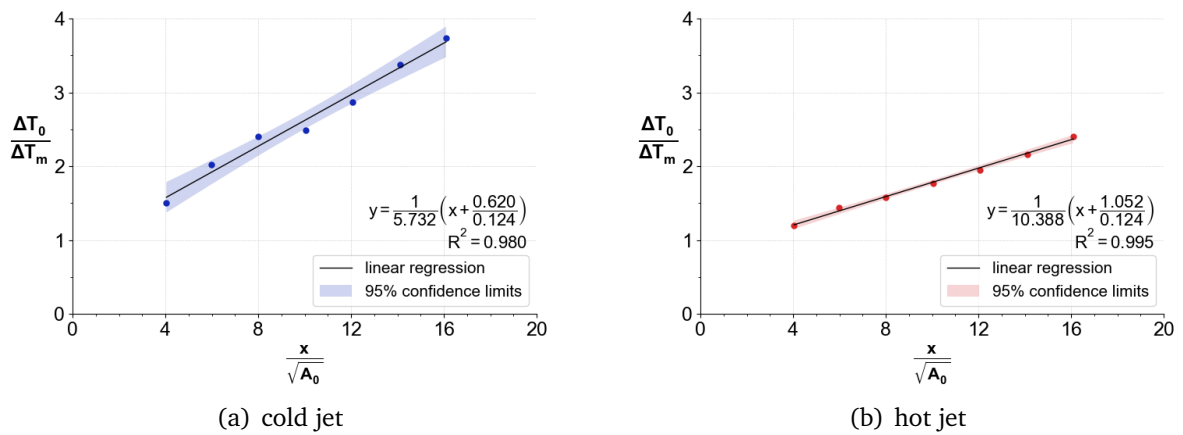 4
3
2
1
0
ΔT₀
ΔTₘ
y = 1/5.732 (x + 0.620/0.124)
R² = 0.980
linear regression
95% confidence limits
0 4 8 12 16 20
x
√A₀
(a) cold jet
4
3
2
1
0
ΔT₀
ΔTₘ
y = 1/10.388 (x + 1.052/0.124)
R² = 0.995
linear regression
95% confidence limits
0 4 8 12 16 20
x
√A₀
(b) hot jet